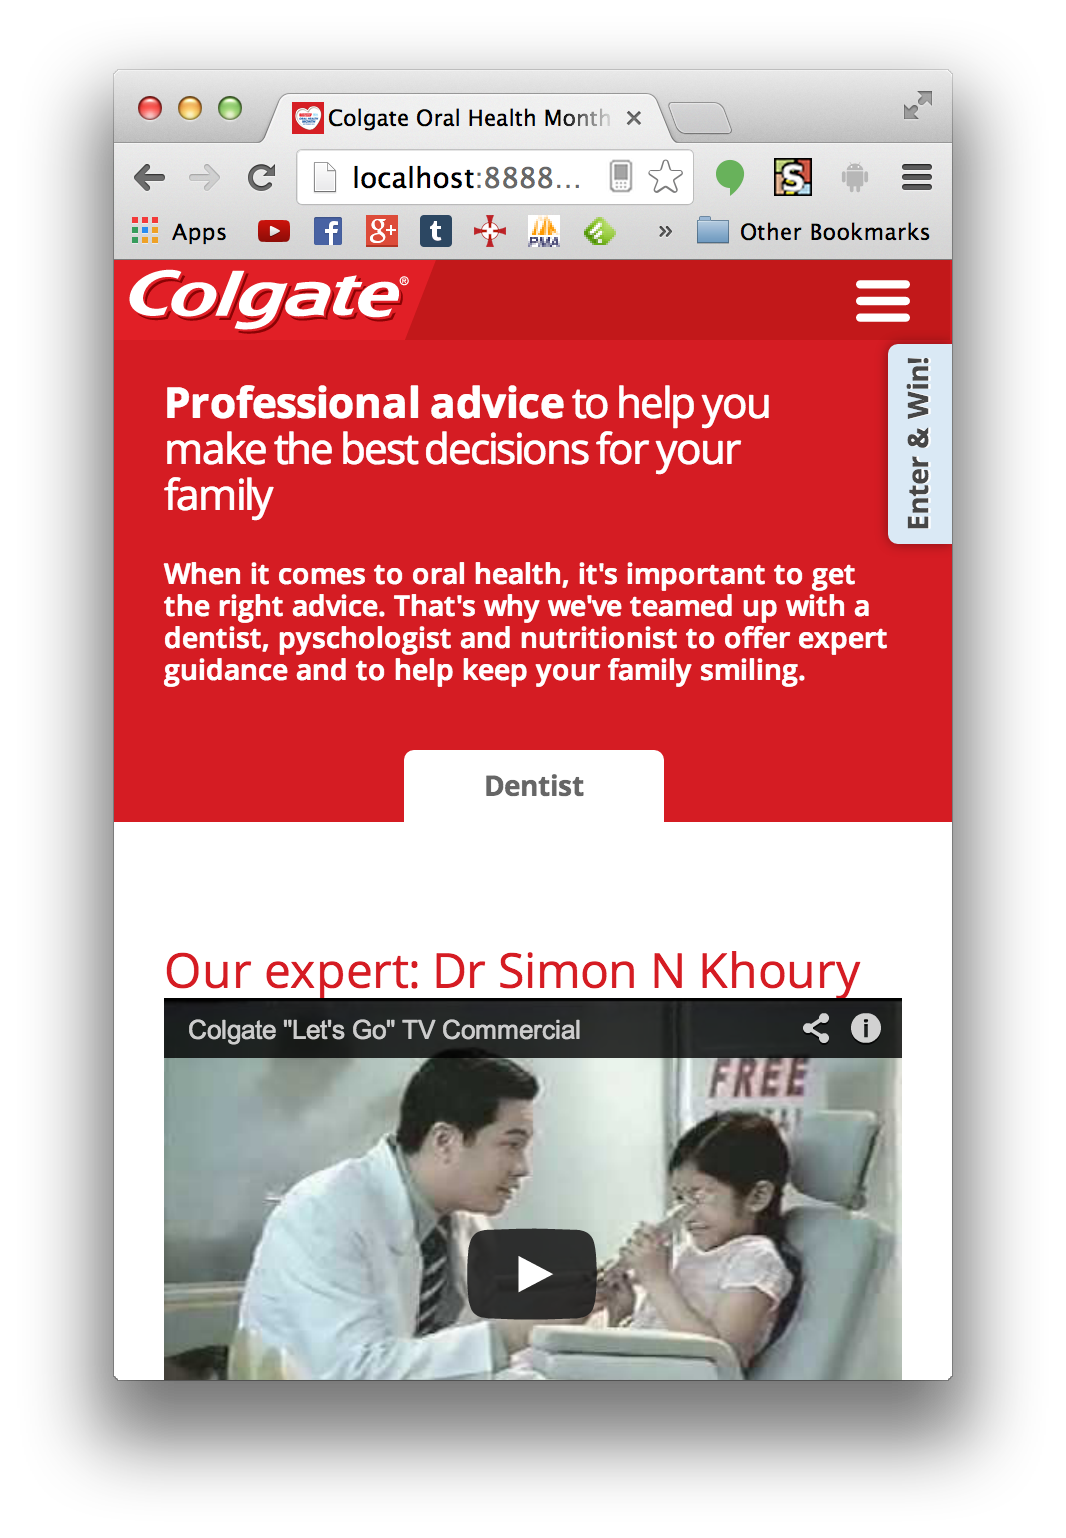 Colgate Oral Health Month
localhost:8888...
Apps
Other Bookmarks
Colgate®
Enter & Win!
Professional advice to help you
make the best decisions for your
family
When it comes to oral health, it's important to get
the right advice. That's why we've teamed up with a
dentist, pyschologist and nutritionist to offer expert
guidance and to help keep your family smiling.
Dentist
Our expert: Dr Simon N Khoury
Colgate "Let's Go" TV Commercial
FREE